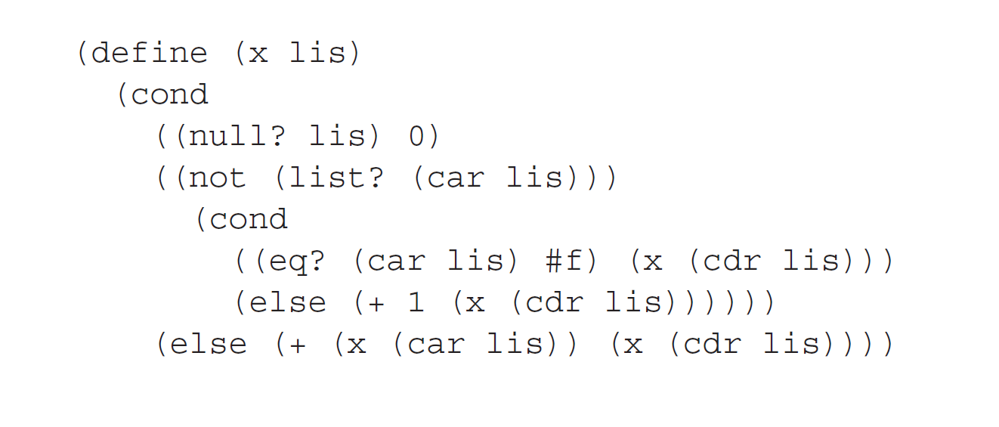 (define (x lis)
(cond
((null? lis) 0)
((not (list? (car lis)))
(cond
((eq? (car lis) #f) (x (cdr lis)))
(else (+ 1 (x (cdr lis))))))
(else (+ (x (car lis)) (x (cdr lis))))